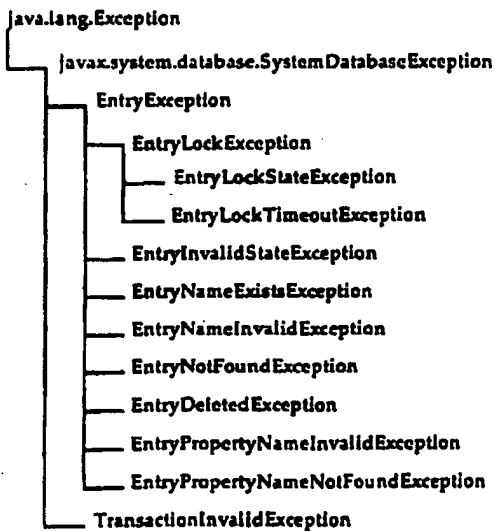 java.lang.Exception
javax.system.database.SystemDatabaseException
EntryException
EntryLockException
EntryLockStateException
EntryLockTimeoutException
EntryInvalidStateException
EntryNameExistsException
EntryNameInvalidException
EntryNotFoundException
EntryDeletedException
EntryPropertyNameInvalidException
EntryPropertyNameNotFoundException
TransactionInvalidException